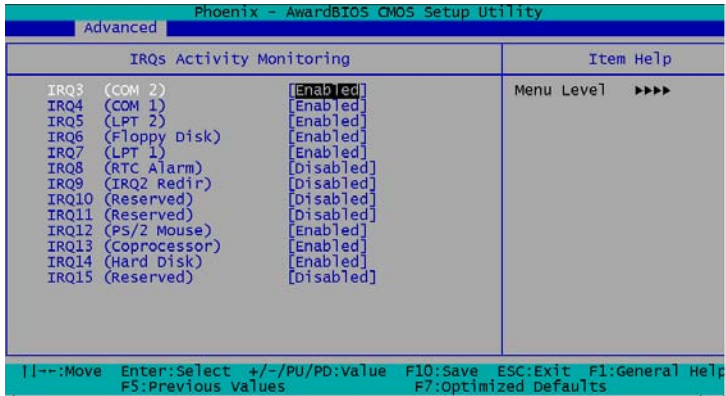 Phoenix - AwardBIOS CMOS Setup Utility
Advanced
IRQs Activity Monitoring
Item Help
IRQ3 (COM 2) [Enabled]
Menu Level ▶▶▶▶
IRQ4 (COM 1) [Enabled]
IRQ5 (LPT 2) [Enabled]
IRQ6 (Floppy Disk) [Enabled]
IRQ7 (LPT 1) [Enabled]
IRQ8 (RTC Alarm) [Disabled]
IRQ9 (IRQ2 Redir) [Disabled]
IRQ10 (Reserved) [Disabled]
IRQ11 (Reserved) [Disabled]
IRQ12 (PS/2 Mouse) [Enabled]
IRQ13 (Coprocessor) [Enabled]
IRQ14 (Hard Disk) [Enabled]
IRQ15 (Reserved) [Disabled]
:Move Enter:Select +/-/PU/PD:Value F10:Save ESC:Exit F1:General Help
F5:Previous Values F7:Optimized Defaults